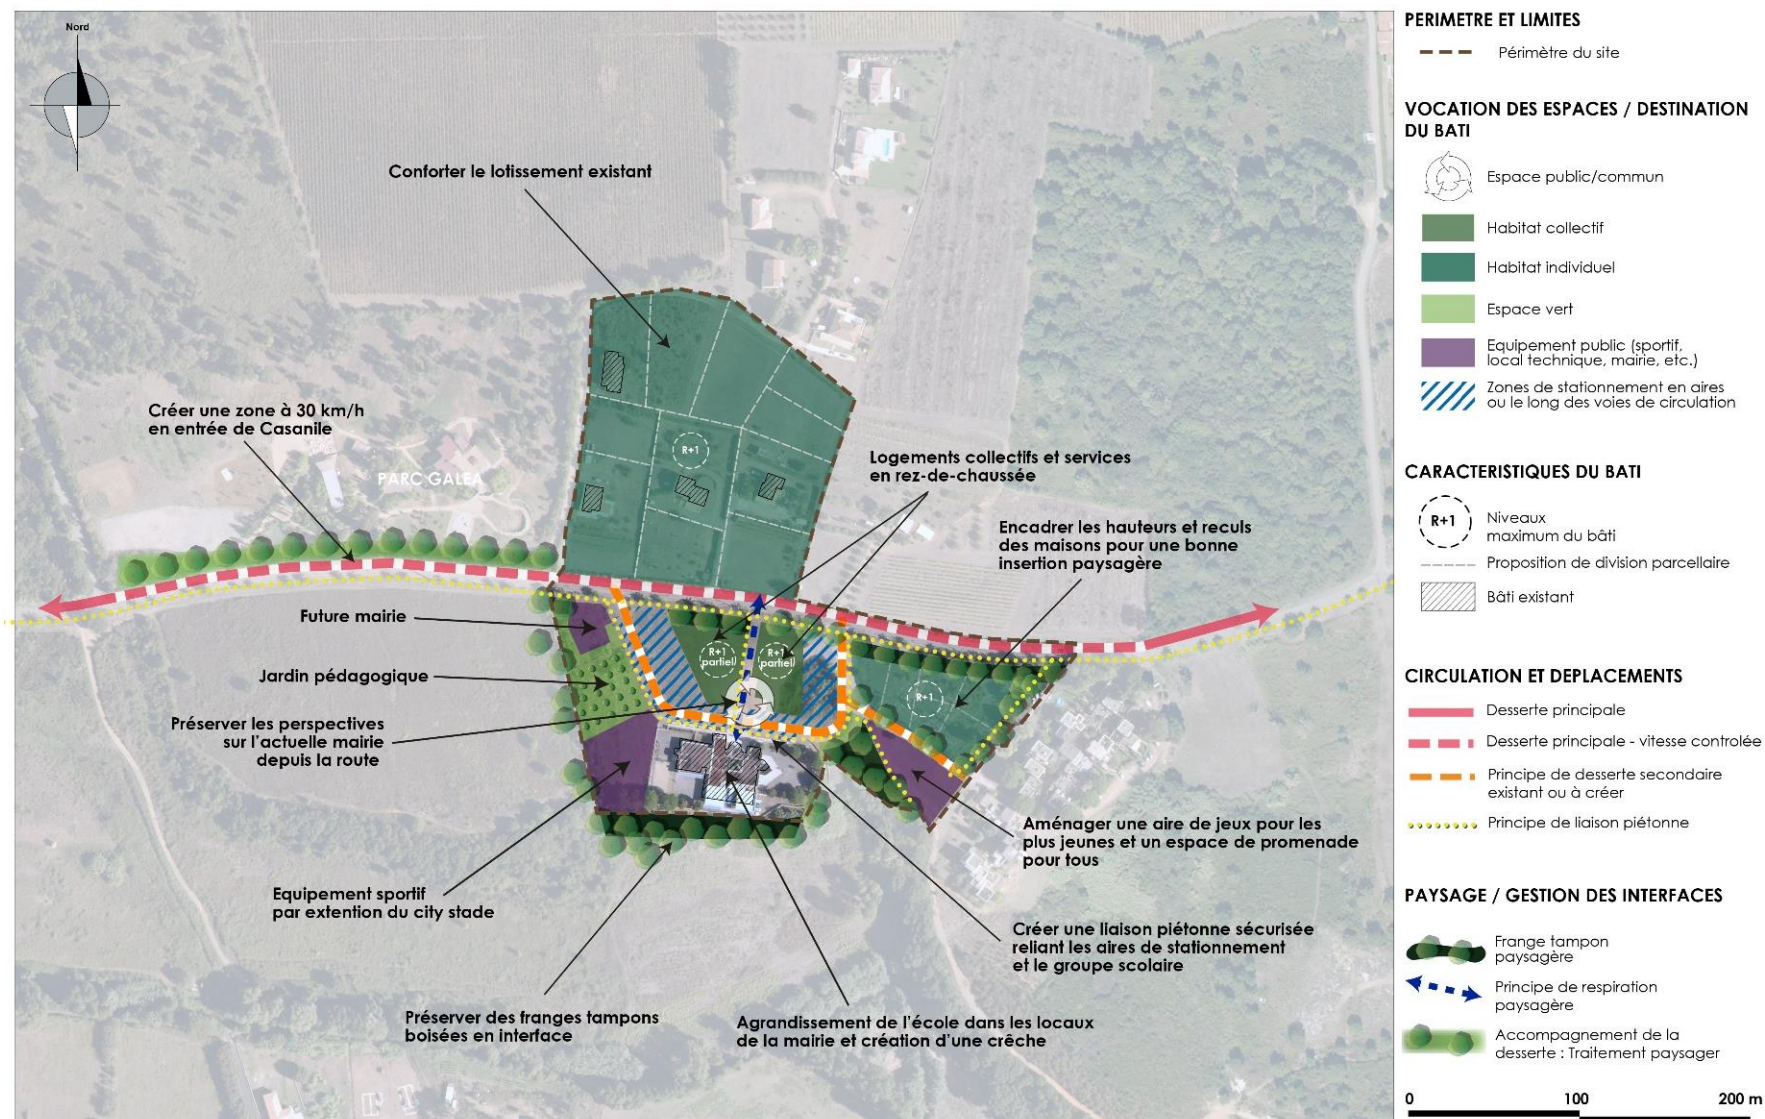 Nord
Conforter le lotissement existant
Créer une zone à 30 km/h
en entrée de Casanile
PARC GALEA
R+1
Logements collectifs et services
en rez-de-chaussée
Encadrer les hauteurs et reculs
des maisons pour une bonne
insertion paysagère
Future mairie
R+1
partiel
R+1
partiel
Jardin pédagogique
R+1
Préserver les perspectives
sur l'actuelle mairie
depuis la route
Aménager une aire de jeux pour les
plus jeunes et un espace de promenade
pour tous
Equipement sportif
par extention du city stade
Créer une liaison piétonne sécurisée
reliant les aires de stationnement
et le groupe scolaire
Préserver des franges tampons
boisées en interface
Agrandissement de l'école dans les locaux
de la mairie et création d'une crêche
PERIMETRE ET LIMITES
Périmètre du site
VOCATION DES ESPACES / DESTINATION
DU BATI
Espace public/commun
Habitat collectif
Habitat individuel
Espace vert
Equipement public (sportif,
local technique, mairie, etc.)
Zones de stationnement en aires
ou le long des voies de circulation
CARACTERISTIQUES DU BATI
R+1
Niveaux
maximum du bâti
Proposition de division parcellaire
Bâti existant
CIRCULATION ET DEPLACEMENTS
Desserte principale
Desserte principale - vitesse controlée
Principe de desserte secondaire
existant ou à créer
Principe de liaison piétonne
PAYSAGE / GESTION DES INTERFACES
Frange tampon
paysagère
Principe de respiration
paysagère
Accompagnement de la
desserte : Traitement paysager
0 100 200 m